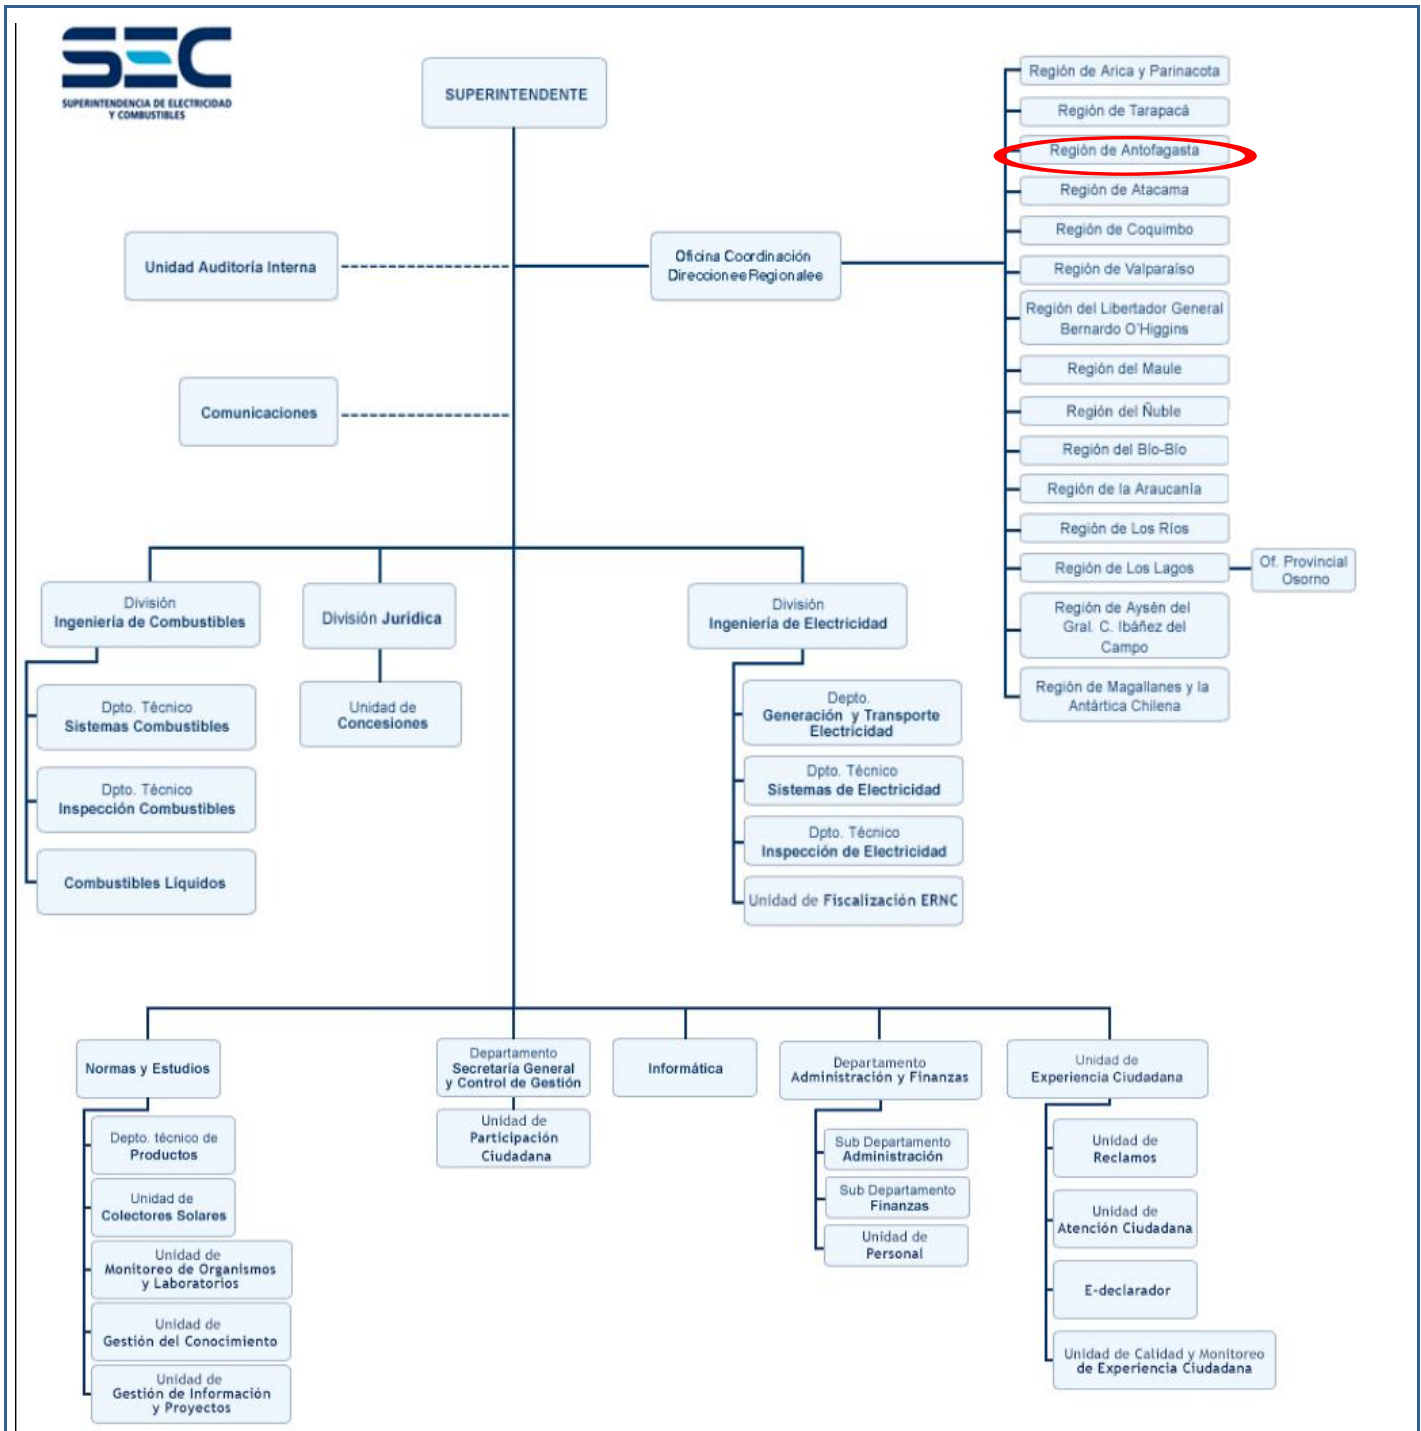 SEC
SUPERINTENDENCIA DE ELECTRICIDAD
Y COMBUSTIBLES
SUPERINTENDENTE
Unidad Auditoría Interna
Oficina Coordinación
Direccionee Regionalee
Comunicaciones
Región de Arica y Parinacota
Región de Tarapacá
Región de Antofagasta
Región de Atacama
Región de Coquimbo
Región de Valparaíso
Región del Libertador General
Bernardo O'Higgins
Región del Maule
Región del Ñuble
Región del Bío-Bío
Región de la Araucanía
Región de Los Ríos
Región de Los Lagos
Of. Provincial
Osorno
Región de Aysén del
Gral. C. Ibáñez del
Campo
Región de Magallanes y la
Antártica Chilena
División
Ingeniería de Combustibles
Dpto. Técnico
Sistemas Combustibles
Dpto. Técnico
Inspección Combustibles
Combustibles Líquidos
División Jurídica
Unidad de
Concesiones
División
Ingeniería de Electricidad
Depto.
Generación y Transporte
Electricidad
Dpto. Técnico
Sistemas de Electricidad
Dpto. Técnico
Inspección de Electricidad
Unidad de Fiscalización ERNC
Normas y Estudios
Depto. técnico de
Productos
Unidad de
Colectores Solares
Unidad de
Monitoreo de Organismos
y Laboratorios
Unidad de
Gestión del Conocimiento
Unidad de
Gestión de Información
y Proyectos
Departamento
Secretaría General
y Control de Gestión
Unidad de
Participación
Ciudadana
Informática
Departamento
Administración y Finanzas
Sub Departamento
Administración
Sub Departamento
Finanzas
Unidad de
Personal
Unidad de
Experiencia Ciudadana
Unidad de
Reclamos
Unidad de
Atención Ciudadana
E-declarador
Unidad de Calidad y Monitoreo
de Experiencia Ciudadana